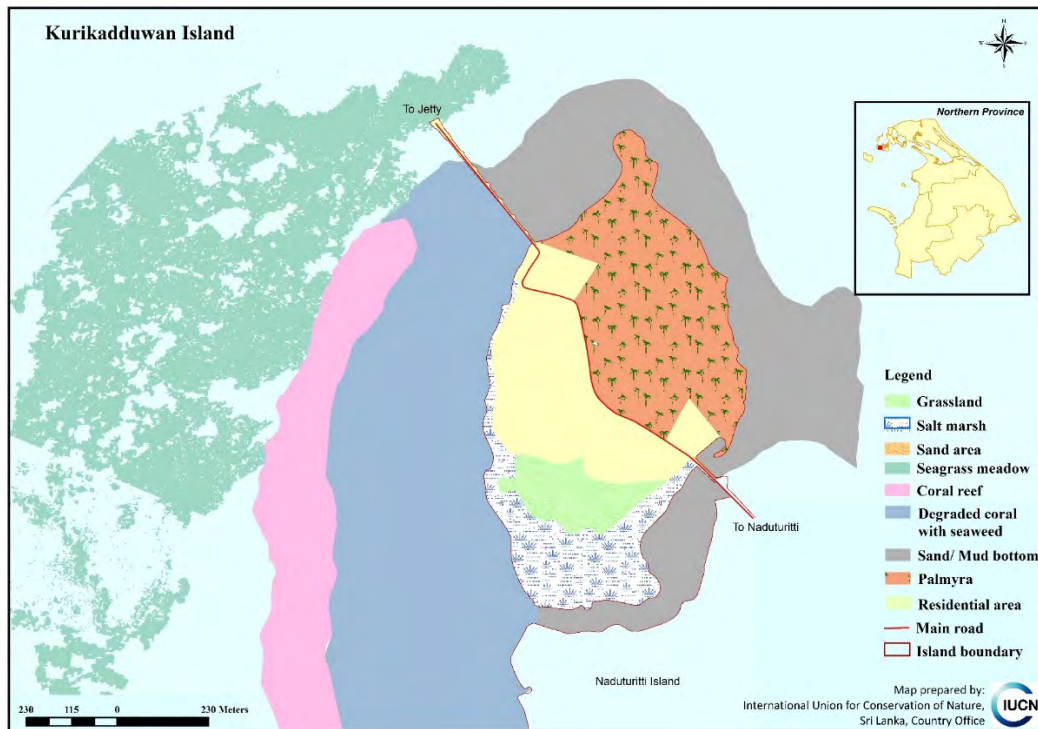 Kurikadduwan Island
N
To Jetty
Northern Province
Legend
Grassland
Salt marsh
Sand area
Seagrass meadow
Coral reef
Degraded coral
with seaweed
Sand/ Mud bottom
Palmyra
Residential area
Main road
Island boundary
To Naduturitti
Naduturitti Island
230 115 0 230 Meters
Map prepared by:
International Union for Conservation of Nature,
Sri Lanka, Country Office
IUCN